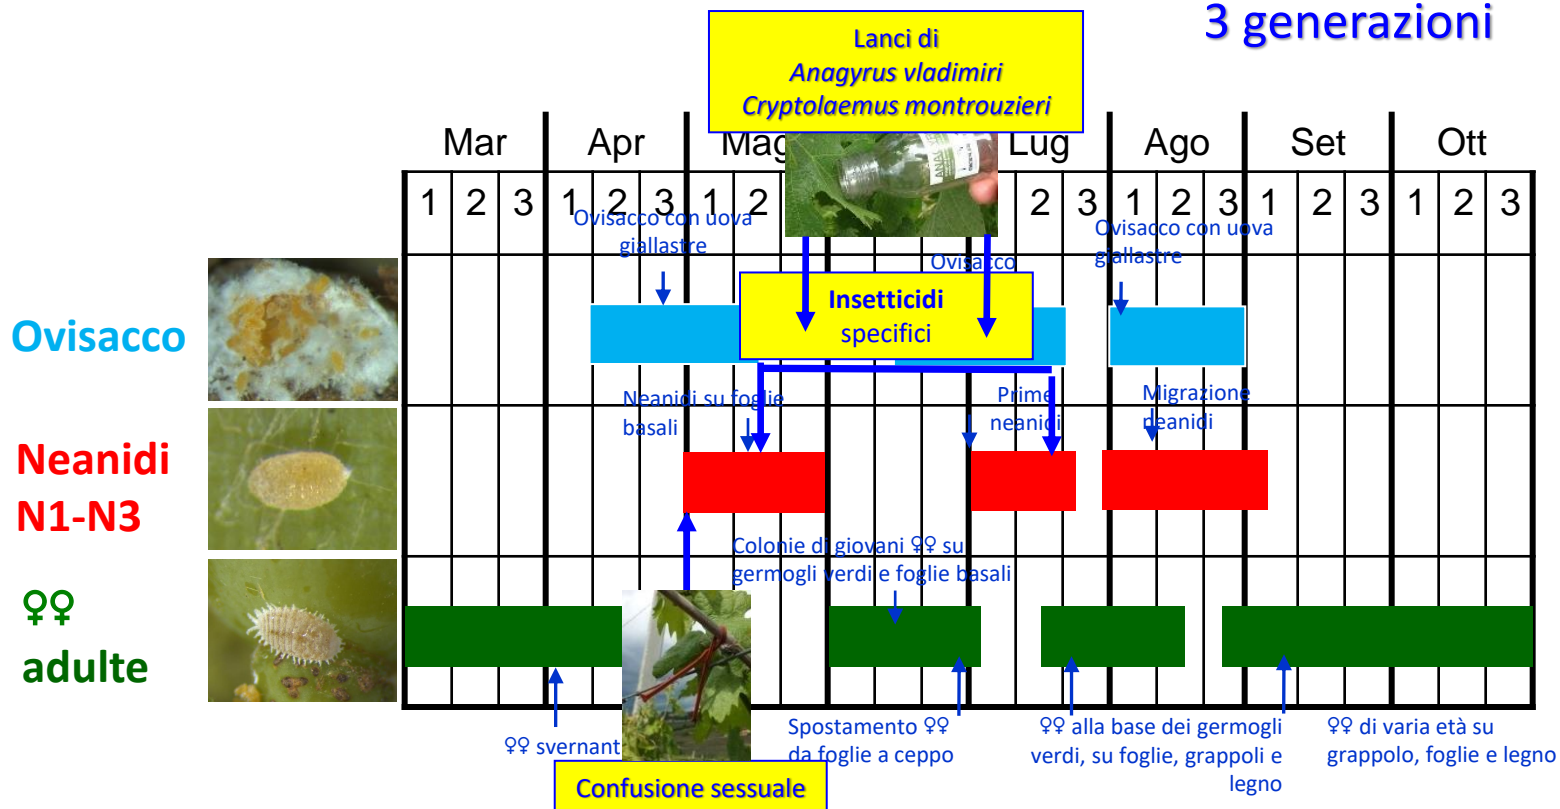 3 generazioni
Lanci di
Anagyrus vladimiri
Cryptolaemus montrouzieri
Mar Apr Mag Lug Ago Set Ott
1 2 3 1 2 3 1 2 2 3 1 2 3 1 2 3 1 2 3
Ovisacco con uova
giallastre
Ovisacco
Ovisacco con uova
giallastre
Insetticidi
specifici
Ovisacco
Neanidi su foglie
basali
Prime
neanidi
Migrazione
neanidi
Neanidi
N1-N3
Colonie di giovani ♀♀ su
germogli verdi e foglie basali
♀♀
adulte
♀♀ svernant
Spostamento ♀♀
da foglie a ceppo
♀♀ alla base dei germogli
verdi, su foglie, grappoli e
legno
♀♀ di varia età su
grappolo, foglie e legno
Confusione sessuale